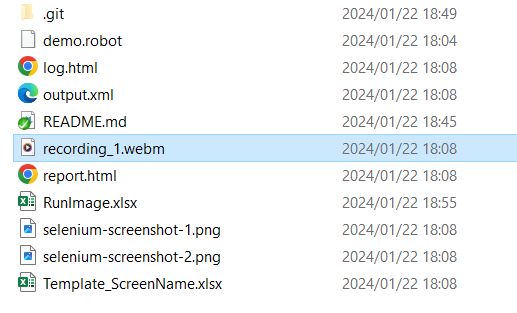 .git 2024/01/22 18:49
demo.robot 2024/01/22 18:04
log.html 2024/01/22 18:08
output.xml 2024/01/22 18:08
README.md 2024/01/22 18:45
recording_1.webm 2024/01/22 18:08
report.html 2024/01/22 18:08
RunImage.xlsx 2024/01/22 18:55
selenium-screenshot-1.png 2024/01/22 18:08
selenium-screenshot-2.png 2024/01/22 18:08
Template_ScreenName.xlsx 2024/01/22 18:08